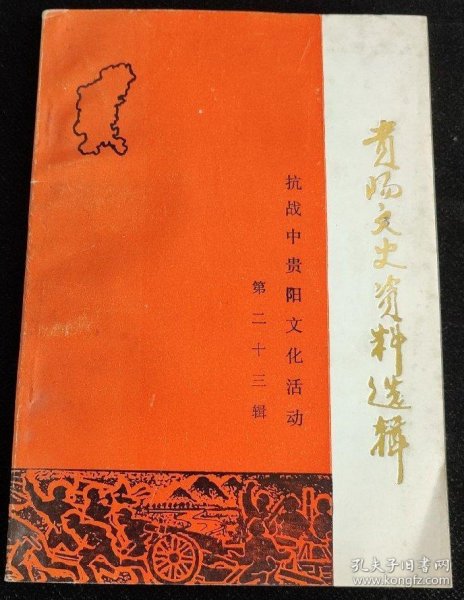 贵阳文史资料选辑
抗战中贵阳文化活动
第二十三辑
孔夫子旧书网
kongfz.com